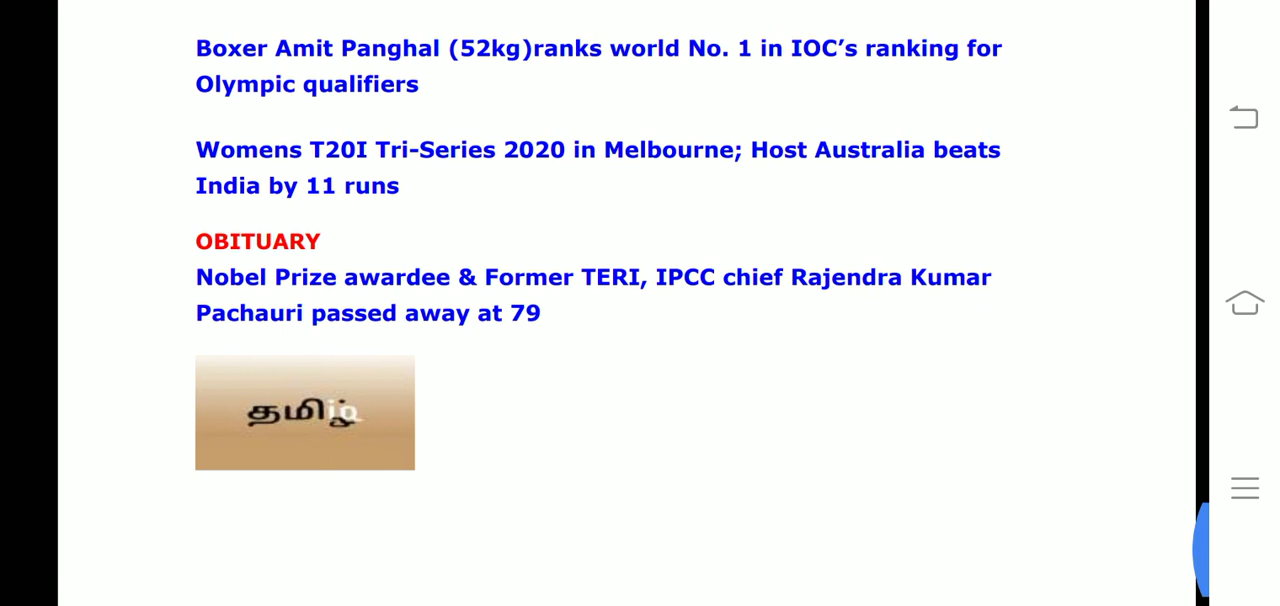 Boxer Amit Panghal (52kg)ranks world No. 1 in IOC’s ranking for
Olympic qualifiers
Womens T20I Tri-Series 2020 in Melbourne; Host Australia beats
India by 11 runs
OBITUARY
Nobel Prize awardee & Former TERI, IPCC chief Rajendra Kumar
Pachauri passed away at 79
தமிழ்